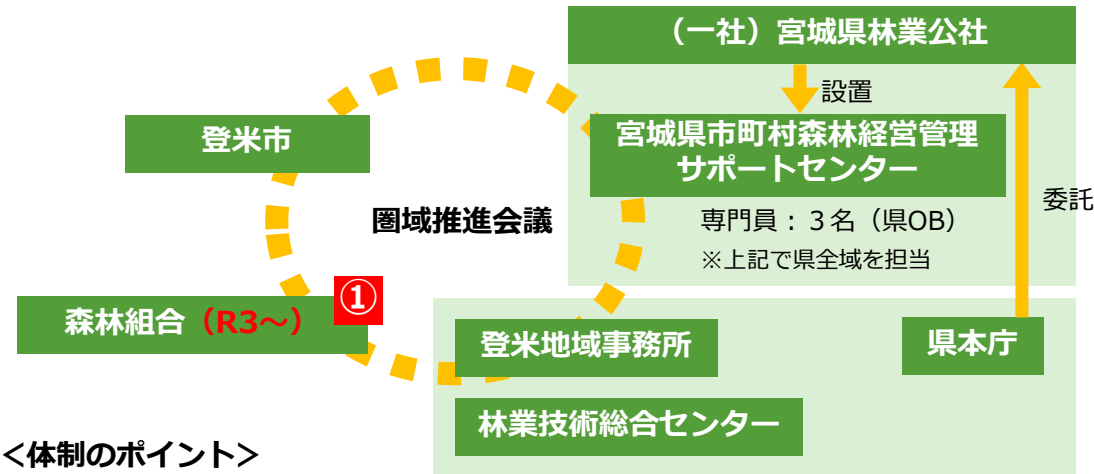 （一社）宮城県林業公社
設置
登米市
宮城県市町村森林経営管理
サポートセンター
圏域推進会議
専門員：３名（県OB）
※上記で県全域を担当
委託
①
森林組合（R3～）
登米地域事務所
県本庁
林業技術総合センター
＜体制のポイント＞